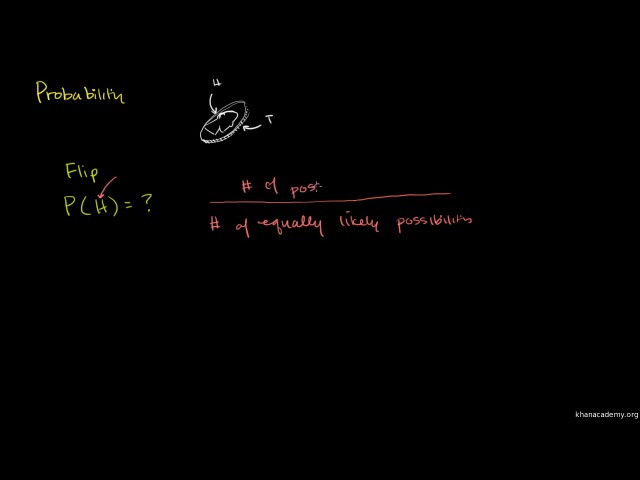 H
Probability
T
Flip
P(H) = ?
# of poss
# of equally likely possibilities
khanacademy.org